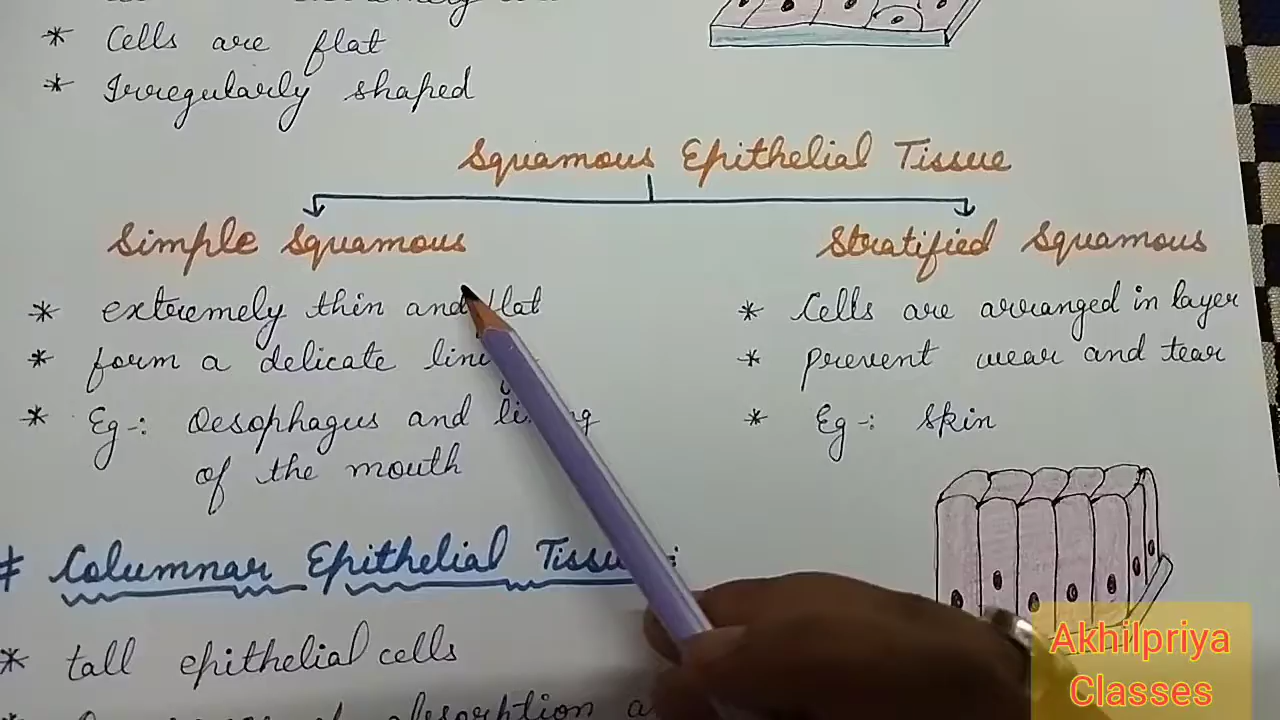 * Cells are flat
* Irregularly shaped
Squamous Epithelial Tissue
Simple Squamous
* extremely thin and flat
* form a delicate
* Eg-: Oesophagus and
of the mouth
Stratified Squamous
* Cells are arranged in layer
* prevent wear and tear
* Eg-: Skin
# Columnar Epithelial
* tall epithelial cells
absorption
Akhilpriya
Classes